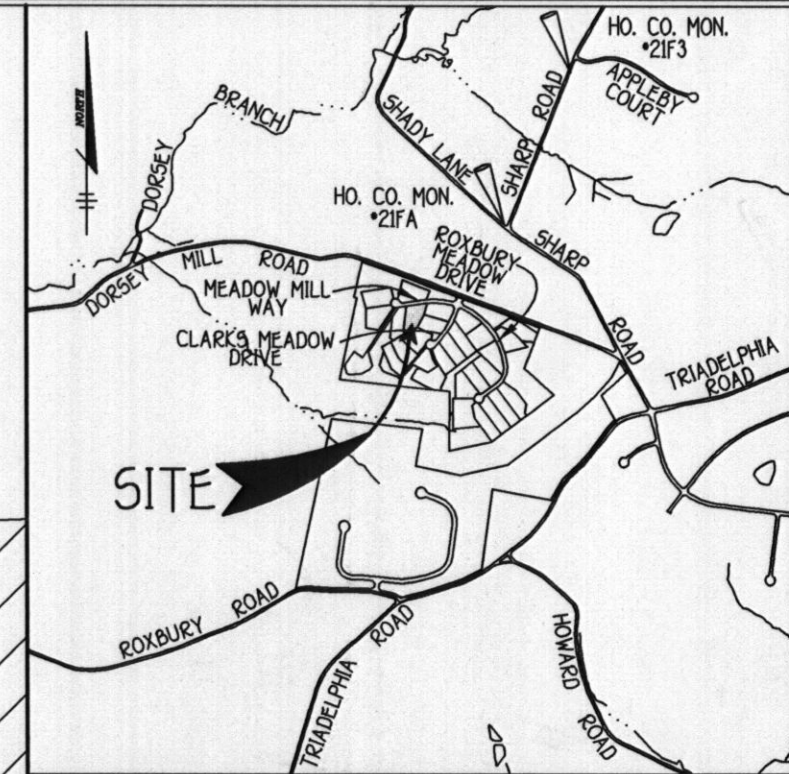 HO. CO. MON.
•21F3
APPLEBY
COURT
SHARP ROAD
NORTH
BRANCH
DORSEY
SHADY LANE
HO. CO. MON.
•21FA
ROXBURY
MEADOW
DRIVE
SHARP
ROAD
DORSEY MILL ROAD
MEADOW MILL
WAY
CLARKS MEADOW
DRIVE
TRIADELPHIA
ROAD
SITE
ROXBURY ROAD
TRIADELPHIA ROAD
HOWARD ROAD